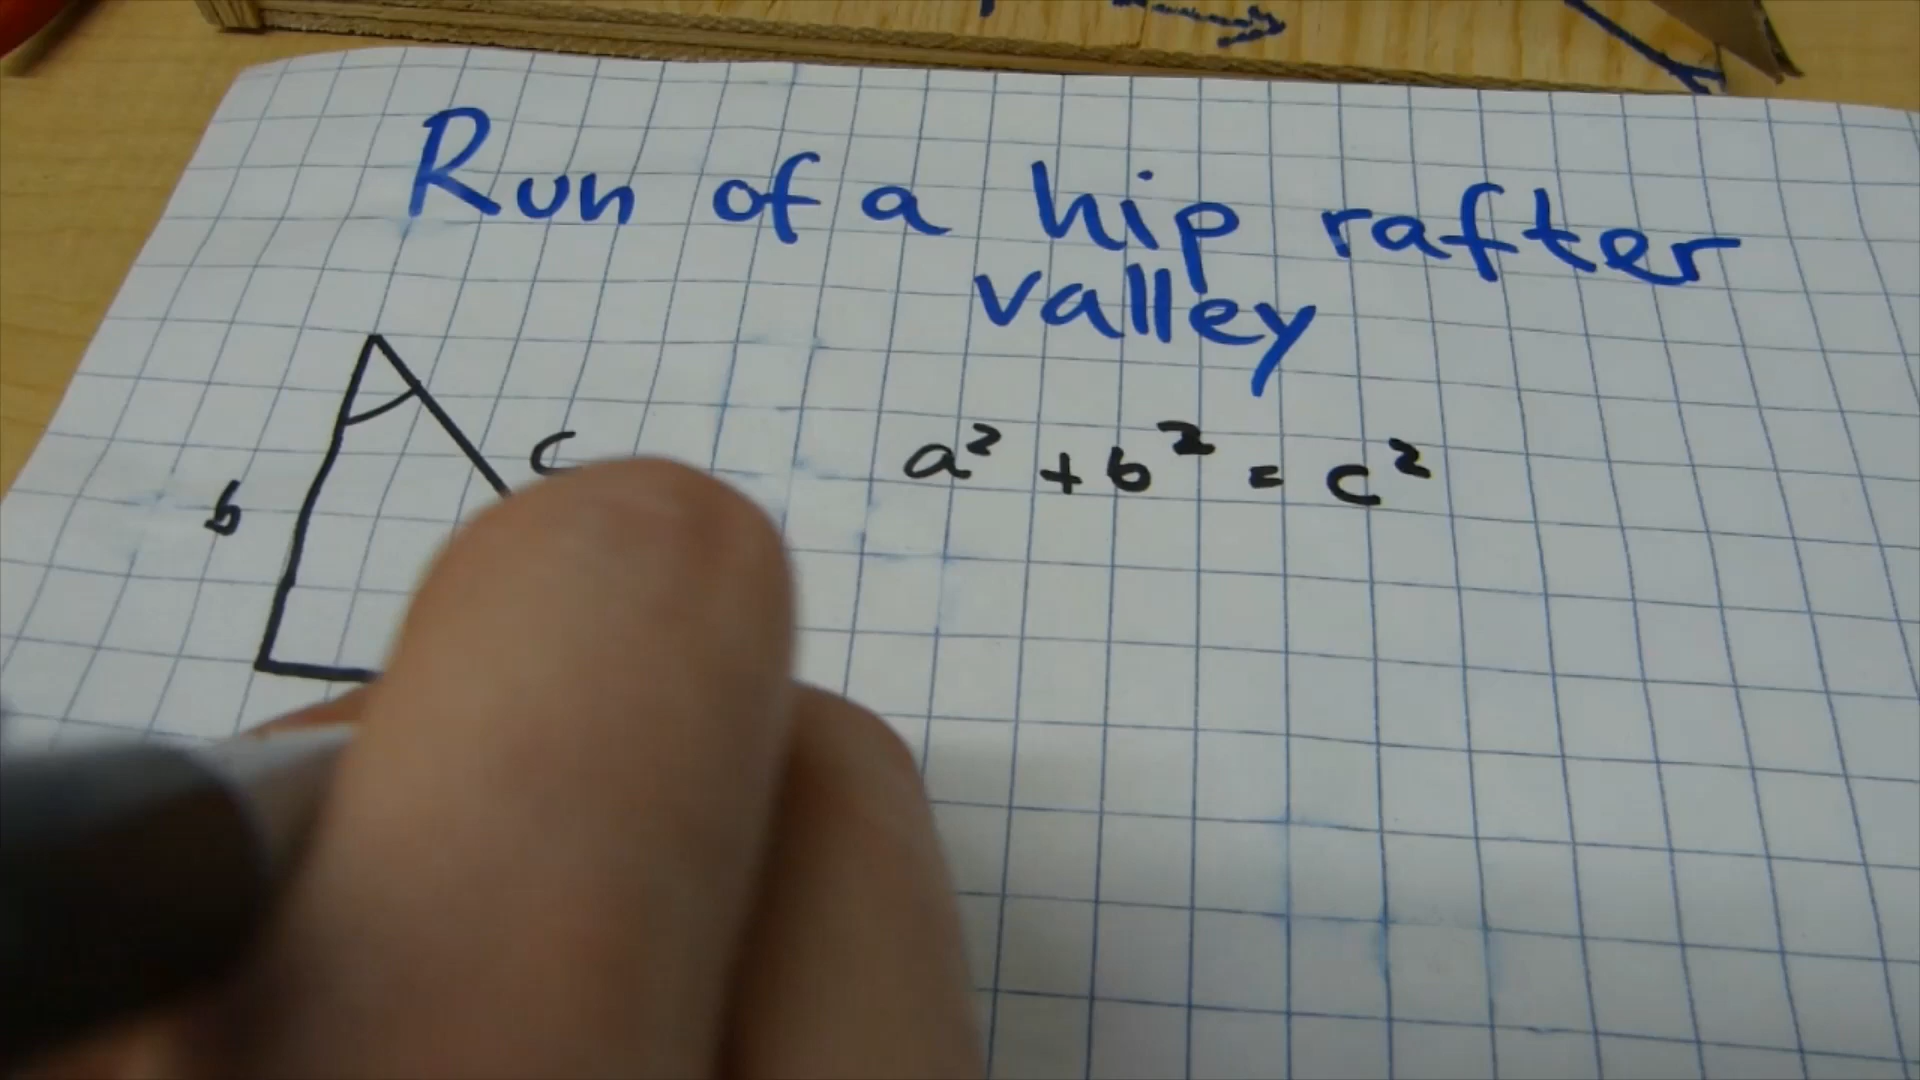 Run of a hip rafter
valley
c
a² + b² = c²
b